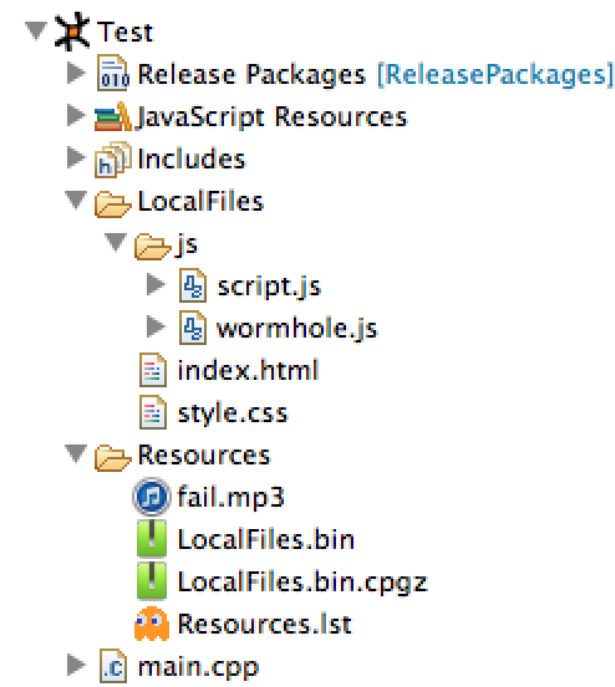 Test
Release Packages [ReleasePackages]
JavaScript Resources
Includes
LocalFiles
js
script.js
wormhole.js
index.html
style.css
Resources
fail.mp3
LocalFiles.bin
LocalFiles.bin.cpgz
Resources.lst
main.cpp